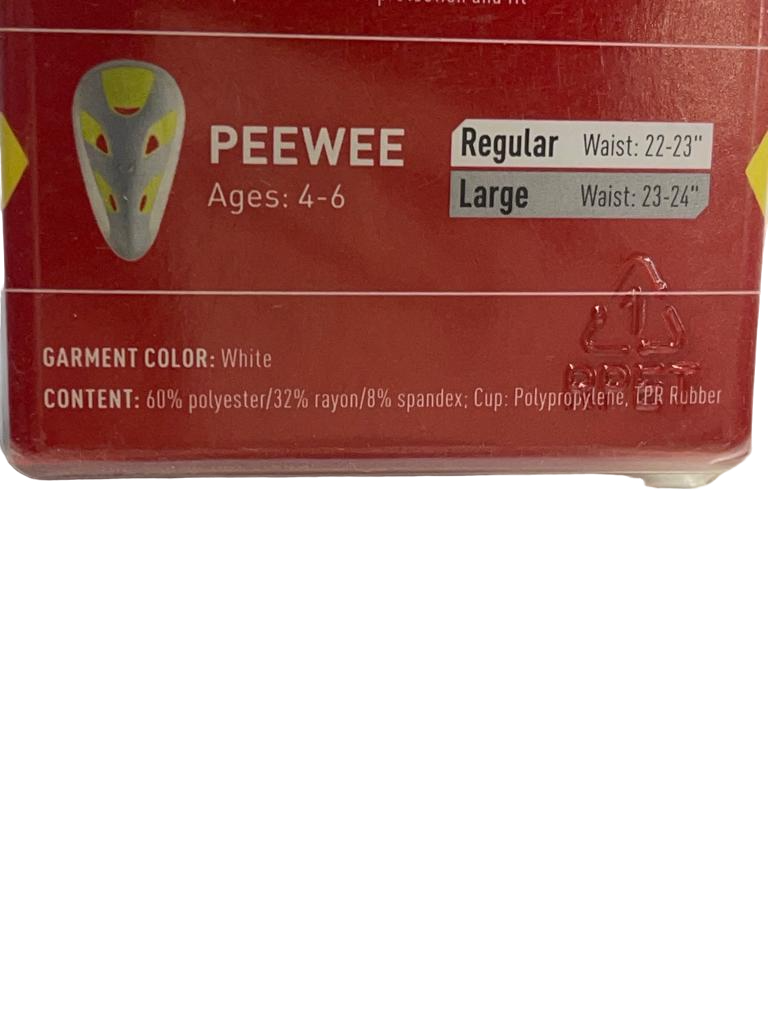 PEEWEE
Ages: 4-6
Regular Waist: 22-23"
Large Waist: 23-24"
1
RPET
GARMENT COLOR: White
CONTENT: 60% polyester/32% rayon/8% spandex; Cup: Polypropylene, TPR Rubber